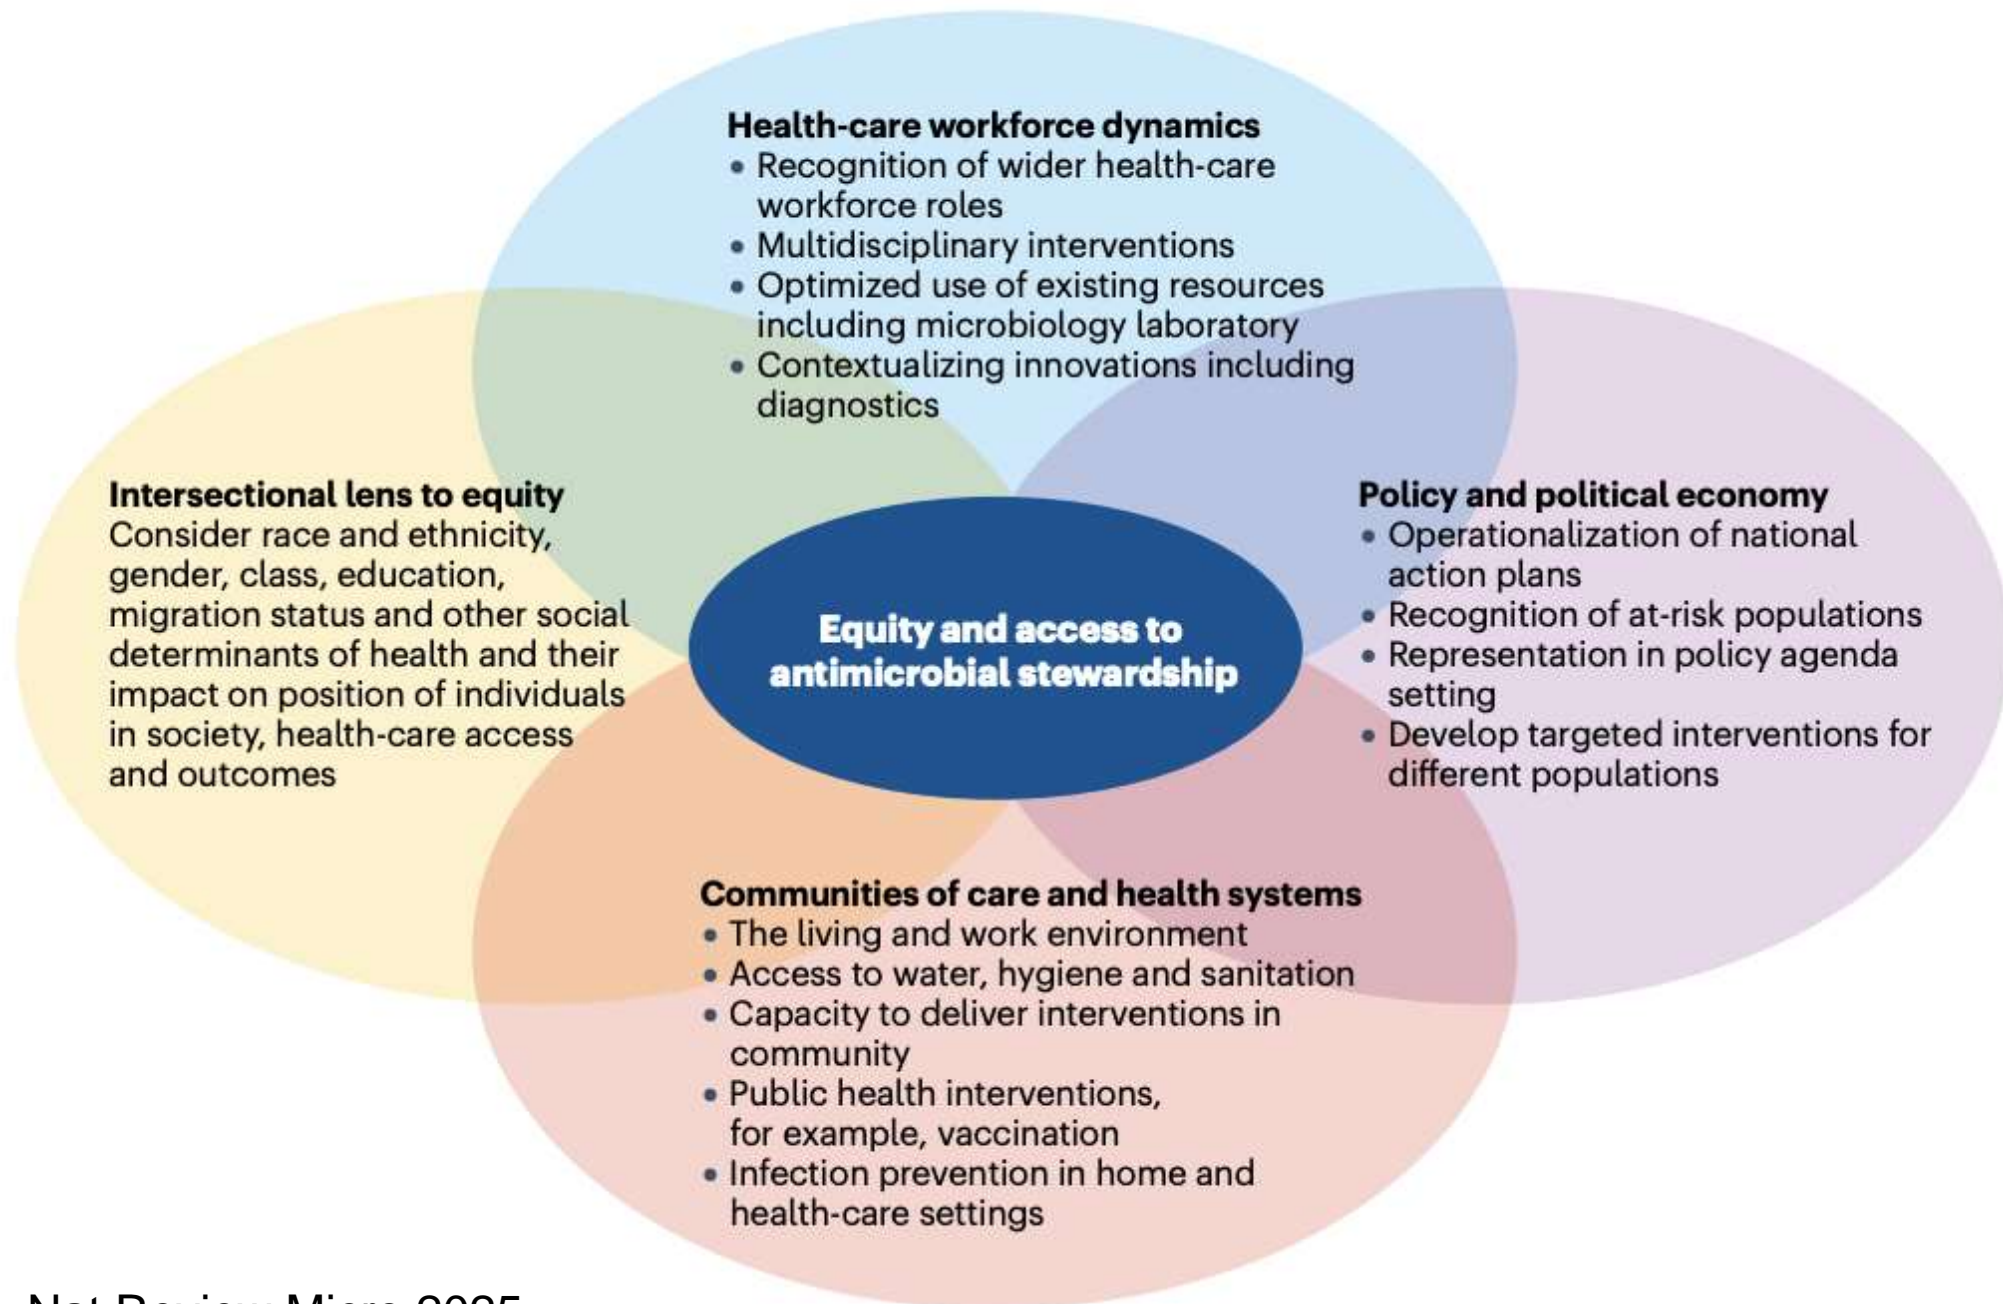 Health-care workforce dynamics
• Recognition of wider health-care
workforce roles
• Multidisciplinary interventions
• Optimized use of existing resources
including microbiology laboratory
• Contextualizing innovations including
diagnostics
Intersectional lens to equity
Consider race and ethnicity,
gender, class, education,
migration status and other social
determinants of health and their
impact on position of individuals
in society, health-care access
and outcomes
Equity and access to
antimicrobial stewardship
Policy and political economy
• Operationalization of national
action plans
• Recognition of at-risk populations
• Representation in policy agenda
setting
• Develop targeted interventions for
different populations
Communities of care and health systems
• The living and work environment
• Access to water, hygiene and sanitation
• Capacity to deliver interventions in
community
• Public health interventions,
for example, vaccination
• Infection prevention in home and
health-care settings
Nat Review Micro 2025